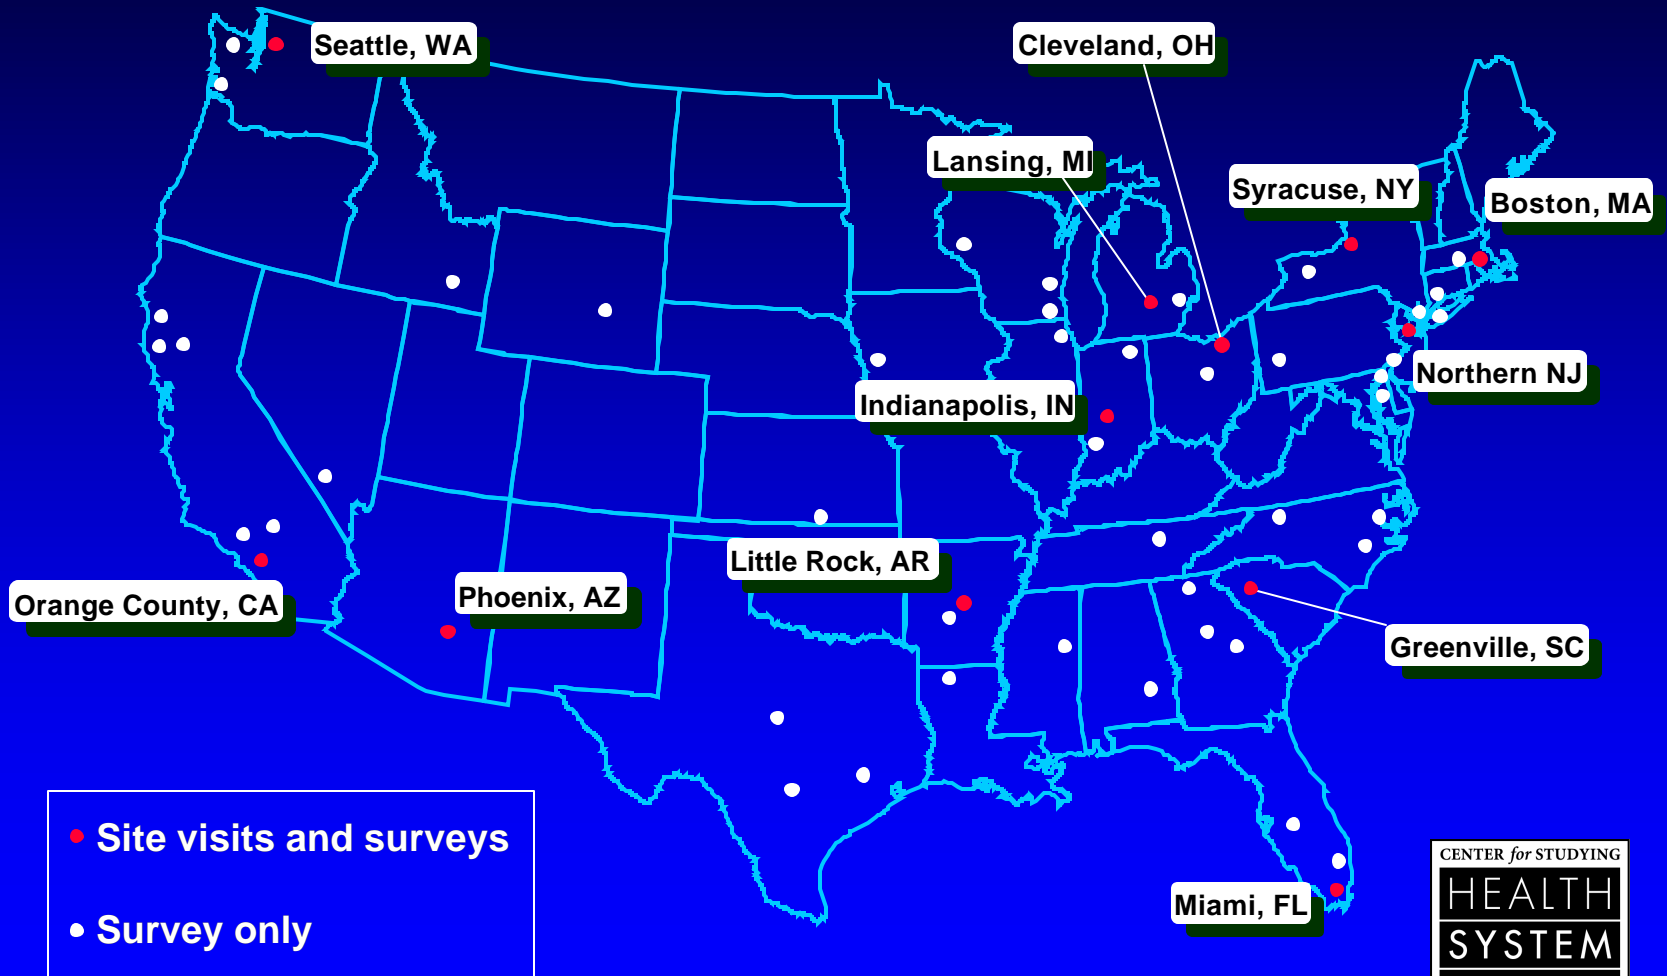 Seattle, WA
Cleveland, OH
Lansing, MI
Syracuse, NY
Boston, MA
Northern NJ
Indianapolis, IN
Little Rock, AR
Phoenix, AZ
Orange County, CA
Greenville, SC
Miami, FL
Site visits and surveys
Survey only
CENTER for STUDYING
HEALTH
SYSTEM